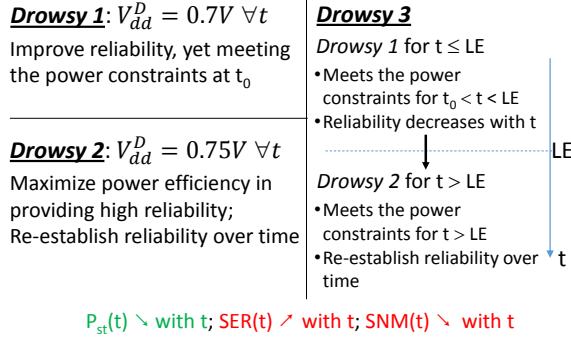 Drowsy 1: V_dd^D = 0.7V ∀t
Improve reliability, yet meeting
the power constraints at t₀
Drowsy 2: V_dd^D = 0.75V ∀t
Maximize power efficiency in
providing high reliability;
Re-establish reliability over time
Drowsy 3
Drowsy 1 for t ≤ LE
•Meets the power
constraints for t₀ < t < LE
•Reliability decreases with t
LE
Drowsy 2 for t > LE
•Meets the power
constraints for t > LE
•Re-establish reliability over
time
t
Pst(t) ↘ with t; SER(t) ↗ with t; SNM(t) ↘ with t